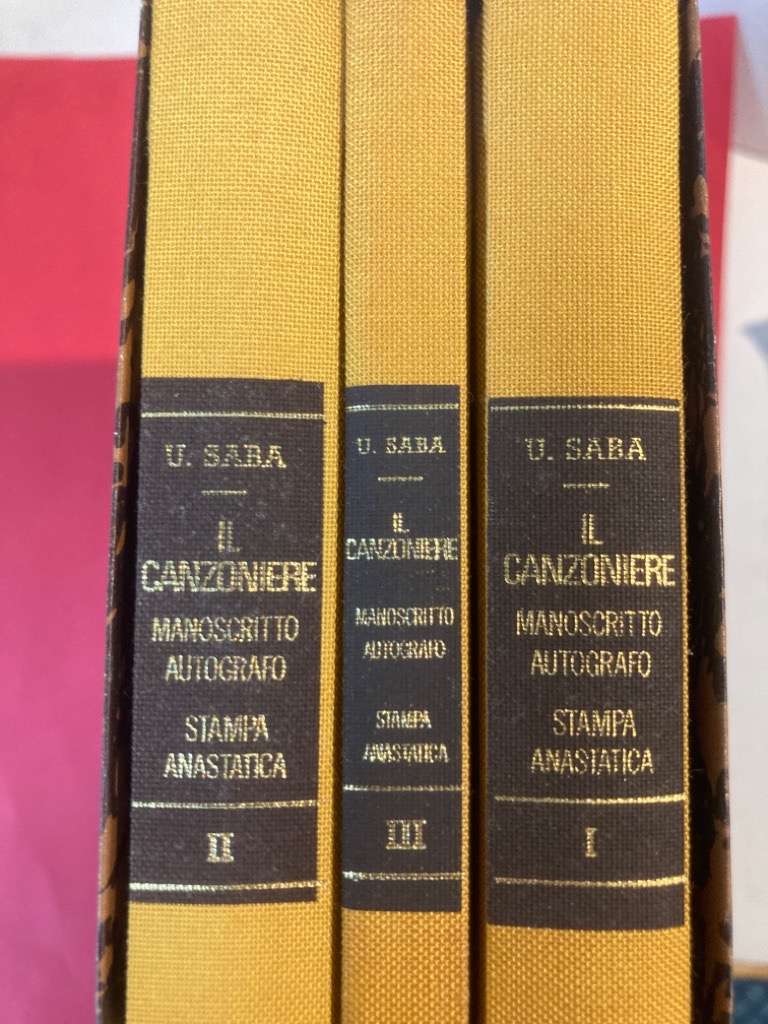 U. SABA
IL
CANZONIERE
MANOSCRITTO
AUTOGRAFO
STAMPA
ANASTATICA
II
U. SABA
IL
CANZONIERE
MANOSCRITTO
AUTOGRAFO
STAMPA
ANASTATICA
III
U. SABA
IL
CANZONIERE
MANOSCRITTO
AUTOGRAFO
STAMPA
ANASTATICA
I